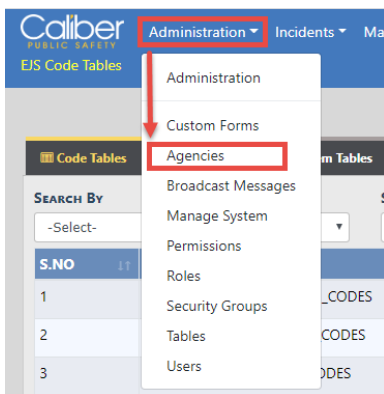 Caliber
PUBLIC SAFETY
Administration Incidents Ma
EJS Code Tables
Administration
Custom Forms
Agencies
Broadcast Messages
Manage System
Permissions
Roles
Security Groups
Tables
Users
Code Tables
m Tables
SEARCH BY
-Select-
S.NO
1 _CODES
2 CODES
3 ODES